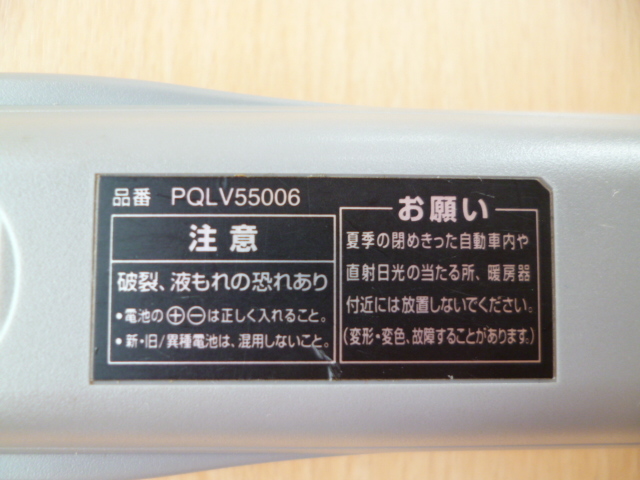 品番 PQLV55006
注意
破裂、液もれの恐れあり
・電池の⊕⊖は正しく入れること。
・新・旧/異種電池は、混用しないこと。
お願い
夏季の閉めきった自動車内や
直射日光の当たる所、暖房器
付近には放置しないでください。
(変形・変色、故障することがあります。)